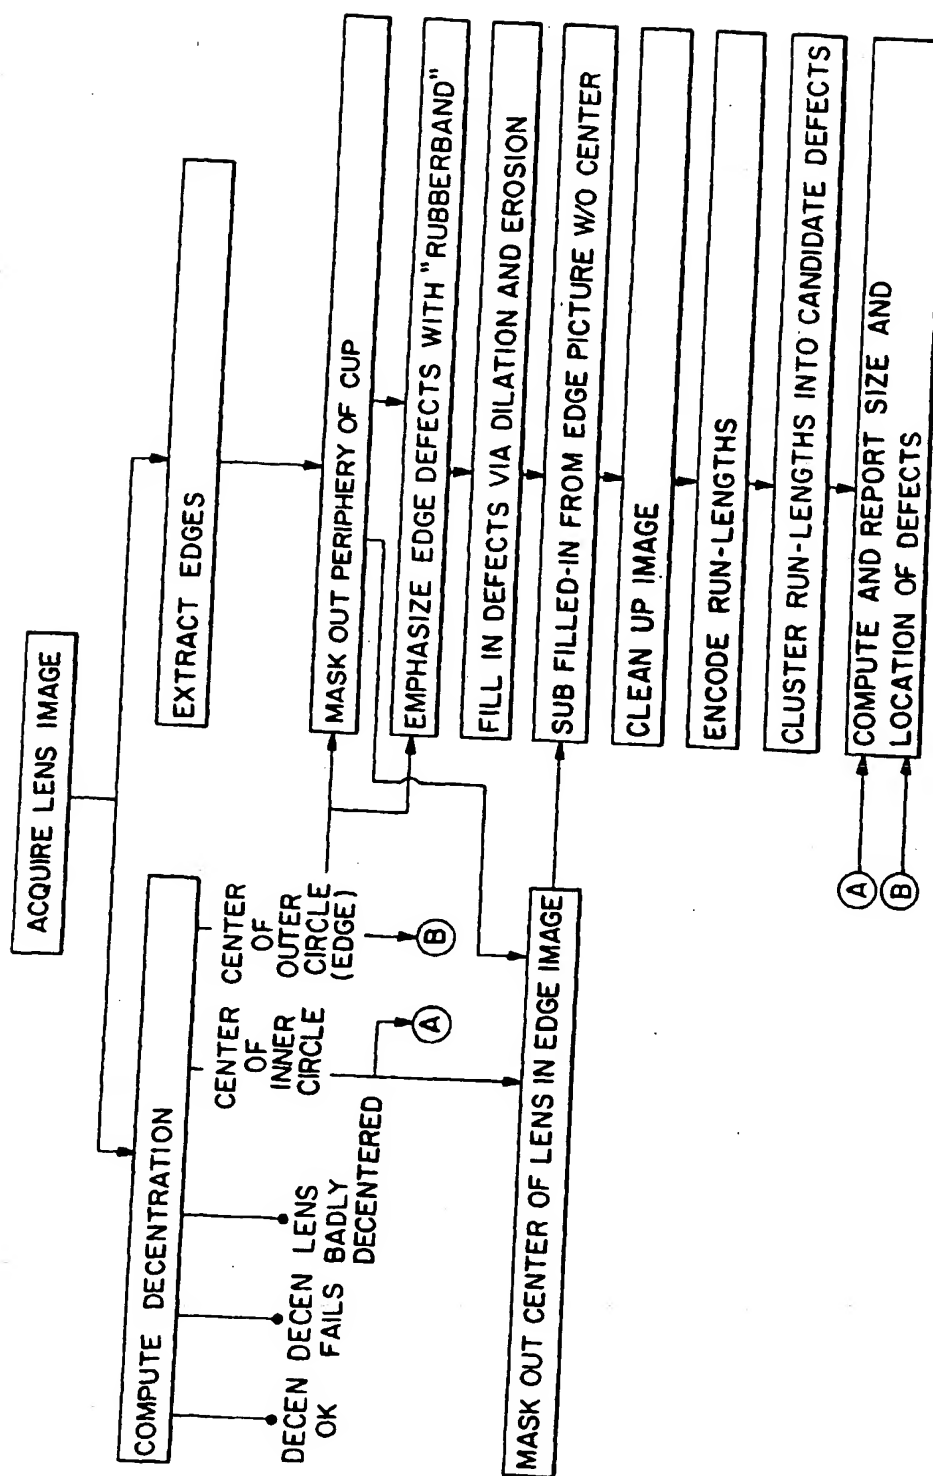 ACQUIRE LENS IMAGE
COMPUTE DECENTRATION
EXTRACT EDGES
DECEN
OK
DECEN
FAILS
LENS
BADLY
DECENTERED
CENTER
OF
INNER
CIRCLE
CENTER
OF
OUTER
CIRCLE
(EDGE)
A
B
MASK OUT PERIPHERY OF CUP
EMPHASIZE EDGE DEFECTS WITH "RUBBERBAND"
FILL IN DEFECTS VIA DILATION AND EROSION
MASK OUT CENTER OF LENS IN EDGE IMAGE
SUB FILLED-IN FROM EDGE PICTURE W/O CENTER
CLEAN UP IMAGE
ENCODE RUN-LENGTHS
CLUSTER RUN-LENGTHS INTO CANDIDATE DEFECTS
A
B
COMPUTE AND REPORT SIZE AND
LOCATION OF DEFECTS